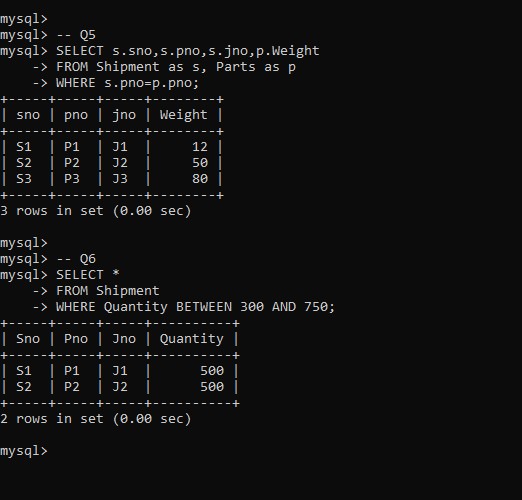 mysql>
mysql> -- Q5
mysql> SELECT s.sno,s.pno,s.jno,p.Weight
    -> FROM Shipment as s, Parts as p
    -> WHERE s.pno=p.pno;
+-----+-----+-----+--------+
| sno | pno | jno | Weight |
+-----+-----+-----+--------+
| S1  | P1  | J1  |     12 |
| S2  | P2  | J2  |     50 |
| S3  | P3  | J3  |     80 |
+-----+-----+-----+--------+
3 rows in set (0.00 sec)

mysql>
mysql> -- Q6
mysql> SELECT *
    -> FROM Shipment
    -> WHERE Quantity BETWEEN 300 AND 750;
+-----+-----+-----+----------+
| Sno | Pno | Jno | Quantity |
+-----+-----+-----+----------+
| S1  | P1  | J1  |      500 |
| S2  | P2  | J2  |      500 |
+-----+-----+-----+----------+
2 rows in set (0.00 sec)

mysql>